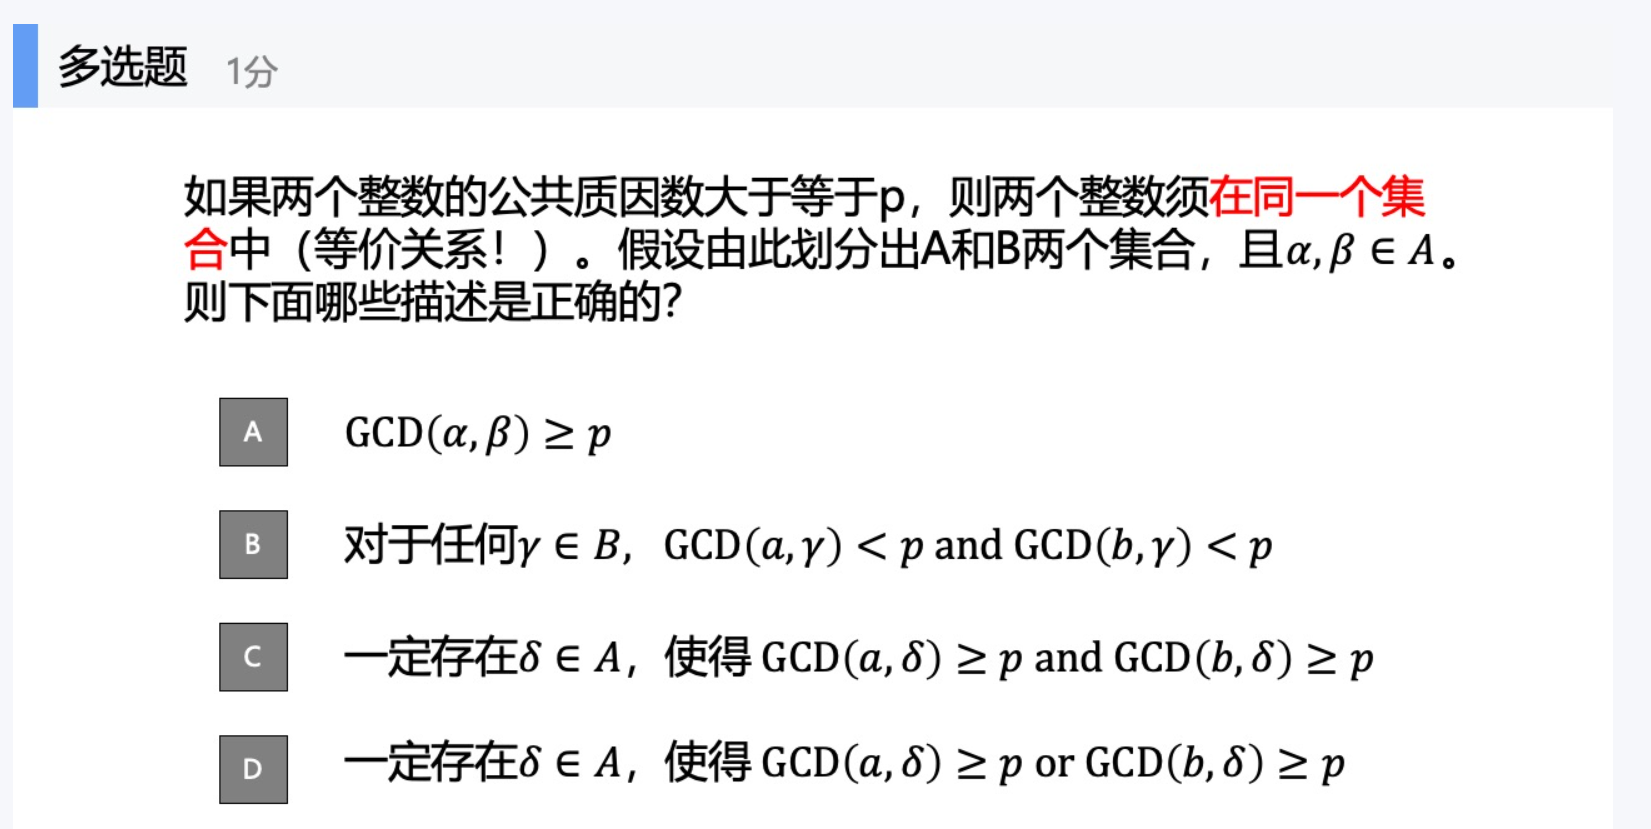 多选题 1分
如果两个整数的公共质因数大于等于p，则两个整数须在同一个集
合中（等价关系！）。假设由此划分出A和B两个集合，且α, β ∈ A。
则下面哪些描述是正确的？
A GCD(α, β) ≥ p
B 对于任何γ ∈ B，GCD(a, γ) < p and GCD(b, γ) < p
C 一定存在δ ∈ A，使得 GCD(a, δ) ≥ p and GCD(b, δ) ≥ p
D 一定存在δ ∈ A，使得 GCD(a, δ) ≥ p or GCD(b, δ) ≥ p